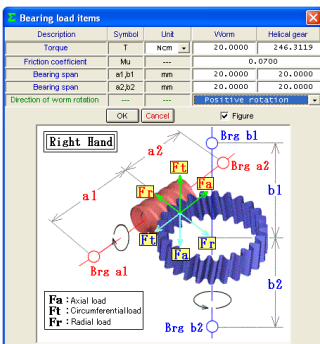 Bearing load items
Description Symbol Unit Worm Helical gear
Torque T Ncm 20.0000 246.3119
Friction coefficient Mu --- 0.0700
Bearing span a1,b1 mm 20.0000 20.0000
Bearing span a2,b2 mm 20.0000 20.0000
Direction of worm rotation --- --- Positive rotation
OK Cancel Figure
Right Hand
Brg b1
a2
Ft
Brg a2
a1
Fr
Fa
b1
Ft
Fr
Fa
Brg a1
b2
Fa : Axial load
Ft : Circumferential load
Fr : Radial load
Brg b2